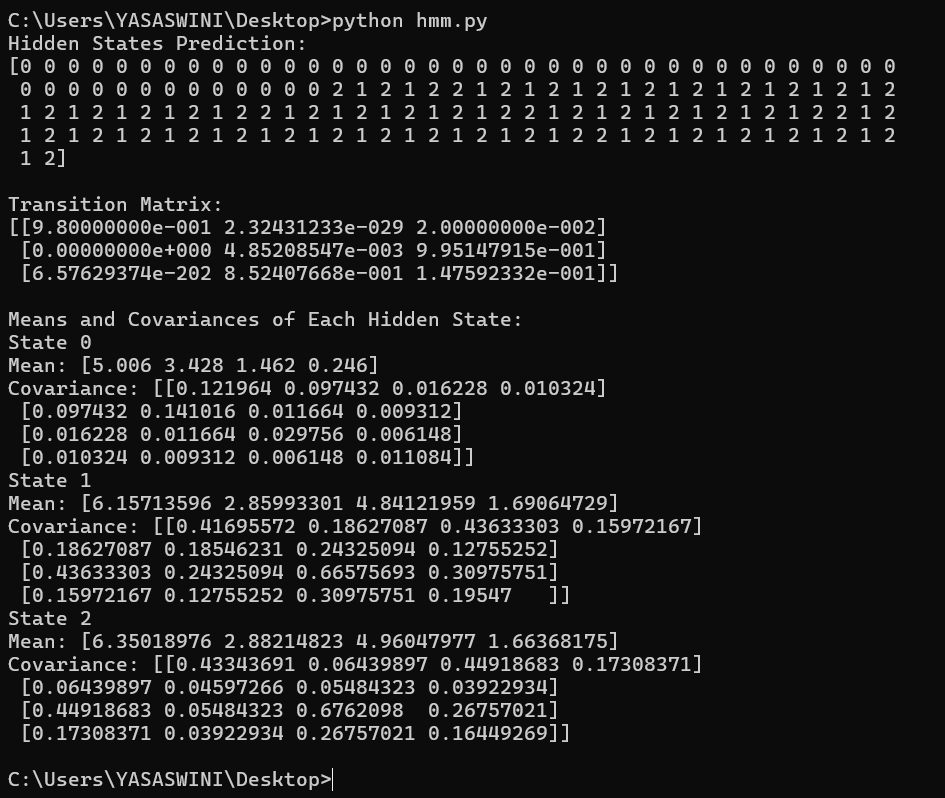 C:\Users\YASASWINI\Desktop>python hmm.py
Hidden States Prediction:
[0 0 0 0 0 0 0 0 0 0 0 0 0 0 0 0 0 0 0 0 0 0 0 0 0 0 0 0 0 0 0 0 0 0 0 0 0
 0 0 0 0 0 0 0 0 0 0 0 0 0 2 1 2 1 2 2 1 2 1 2 1 2 1 2 1 2 1 2 1 2 1 2 1 2
 1 2 1 2 1 2 1 2 1 2 2 1 2 1 2 1 2 1 2 1 2 1 2 1 2 1 2 1 2 1 2 1 2 1 2 2 1 2
 1 2 1 2 1 2 1 2 1 2 1 2 1 2 1 2 1 2 1 2 1 2 1 2 2 1 2 1 2 1 2 1 2 1 2 1 2
 1 2]
Transition Matrix:
[[9.80000000e-001 2.32431233e-029 2.00000000e-002]
 [0.00000000e+000 4.85208547e-003 9.95147915e-001]
 [6.57629374e-202 8.52407668e-001 1.47592332e-001]]
Means and Covariances of Each Hidden State:
State 0
Mean: [5.006 3.428 1.462 0.246]
Covariance: [[0.121964 0.097432 0.016228 0.010324]
 [0.097432 0.141016 0.011664 0.009312]
 [0.016228 0.011664 0.029756 0.006148]
 [0.010324 0.009312 0.006148 0.011084]]
State 1
Mean: [6.15713596 2.85993301 4.84121959 1.69064729]
Covariance: [[0.41695572 0.18627087 0.43633303 0.15972167]
 [0.18627087 0.18546231 0.24325094 0.12755252]
 [0.43633303 0.24325094 0.66575693 0.30975751]
 [0.15972167 0.12755252 0.30975751 0.19547   ]]
State 2
Mean: [6.35018976 2.88214823 4.96047977 1.66368175]
Covariance: [[0.43343691 0.06439897 0.44918683 0.17308371]
 [0.06439897 0.04597266 0.05484323 0.03922934]
 [0.44918683 0.05484323 0.6762098  0.26757021]
 [0.17308371 0.03922934 0.26757021 0.16449269]]
C:\Users\YASASWINI\Desktop>